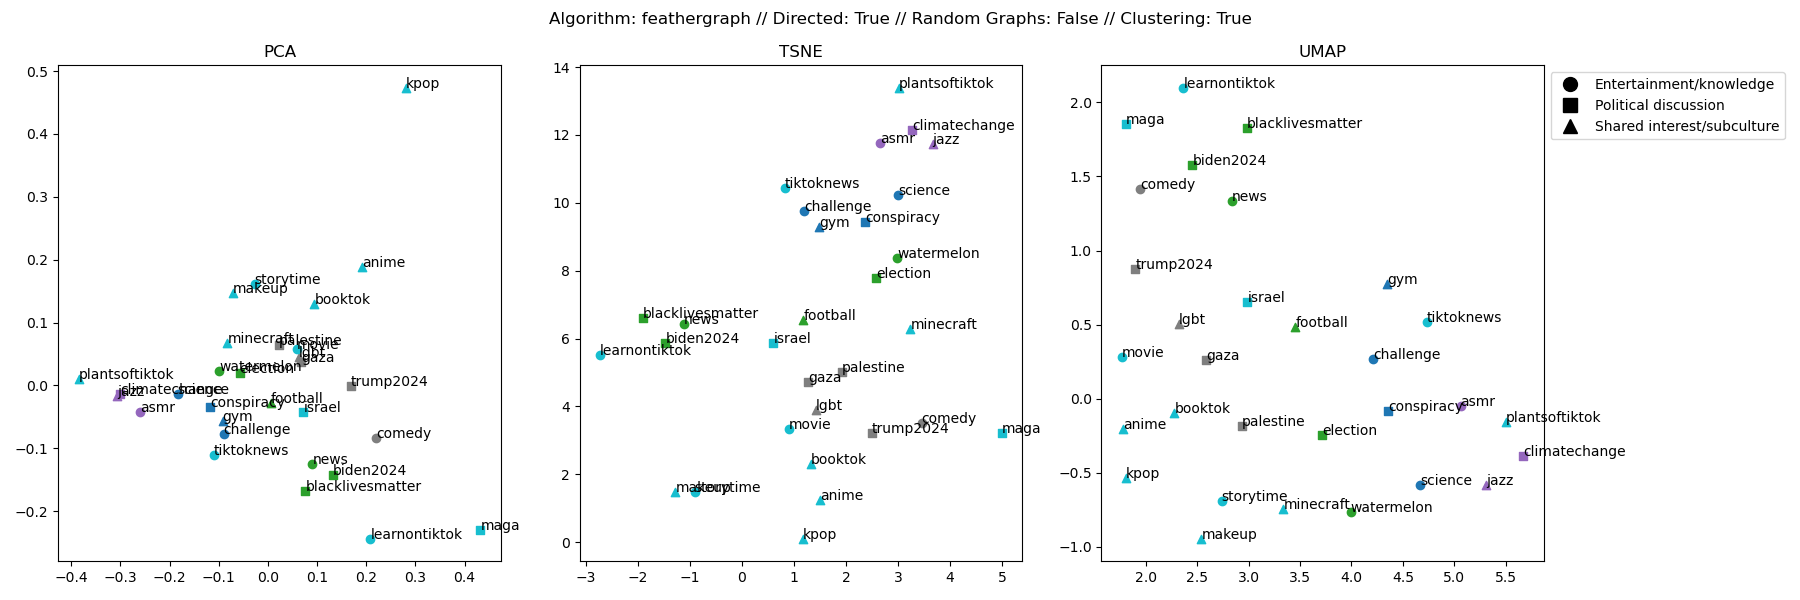 Algorithm: feathergraph // Directed: True // Random Graphs: False // Clustering: True
PCA
0.5
0.4
0.3
0.2
0.1
0.0
−0.1
−0.2
−0.4 −0.3 −0.2 −0.1 0.0 0.1 0.2 0.3 0.4
kpop
anime
storytime
makeup
booktok
minecraft
palestine
movie
lgbt
gaza
watermelon
election
plantsoftiktok
trump2024
climatechange
science
jazz
asmr
conspiracy
football
israel
gym
challenge
comedy
tiktoknews
news
biden2024
blacklivesmatter
maga
learnontiktok
TSNE
14
12
10
8
6
4
2
0
−3 −2 −1 0 1 2 3 4 5
plantsoftiktok
climatechange
asmr
jazz
tiktoknews
science
challenge
conspiracy
gym
watermelon
election
blacklivesmatter
news
football
minecraft
biden2024
israel
learnontiktok
palestine
gaza
lgbt
comedy
movie
trump2024
maga
booktok
makeup
storytime
anime
kpop
UMAP
2.0
1.5
1.0
0.5
0.0
−0.5
−1.0
2.0 2.5 3.0 3.5 4.0 4.5 5.0 5.5
learnontiktok
maga
blacklivesmatter
biden2024
comedy
news
trump2024
gym
israel
lgbt
football
tiktoknews
movie
gaza
challenge
booktok
conspiracy
asmr
anime
palestine
election
plantsoftiktok
climatechange
kpop
science
jazz
storytime
minecraft
watermelon
makeup
Entertainment/knowledge
Political discussion
Shared interest/subculture